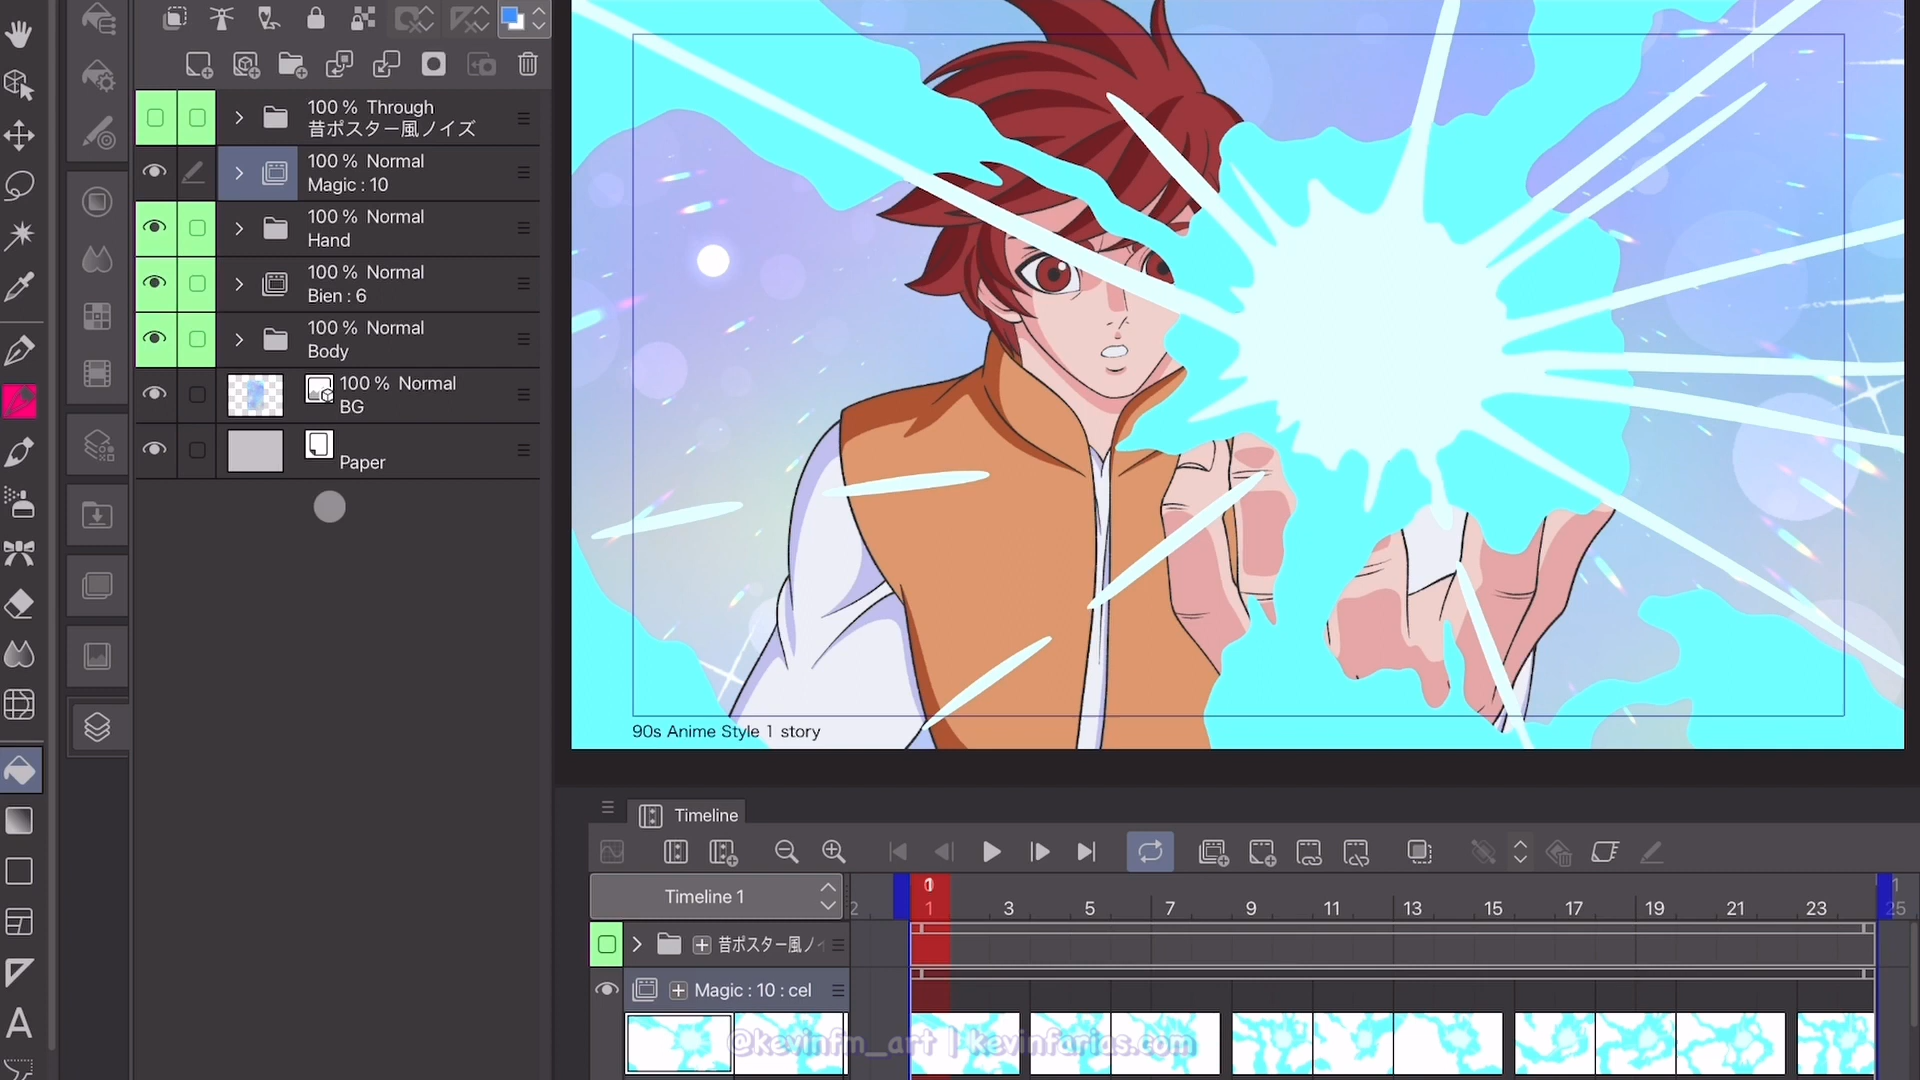 100 % Through
昔ポスター風ノイズ
100 % Normal
Magic : 10
100 % Normal
Hand
100 % Normal
Bien : 6
100 % Normal
Body
100 % Normal
BG
Paper
90s Anime Style 1 story
Timeline
Timeline 1
2
0
1
1 3 5 7 9 11 13 15 17 19 21 23 25
昔ポスター風ノイ
Magic : 10 : cel
@kevinfm_art | kevinfarias.com
A